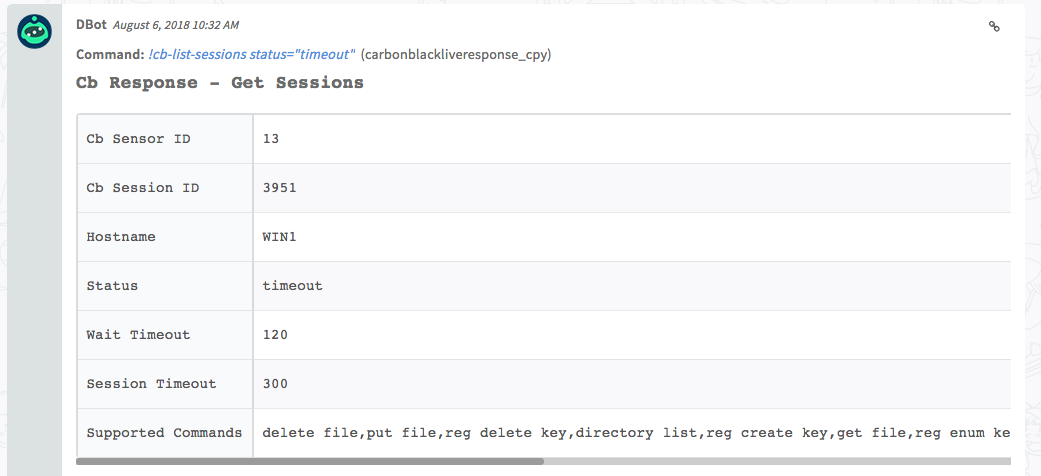 DBot August 6, 2018 10:32 AM
Command: !cb-list-sessions status="timeout" (carbonblackliveresponse_cpy)
Cb Response - Get Sessions
Cb Sensor ID 13
Cb Session ID 3951
Hostname WIN1
Status timeout
Wait Timeout 120
Session Timeout 300
Supported Commands delete file,put file,reg delete key,directory list,reg create key,get file,reg enum ke